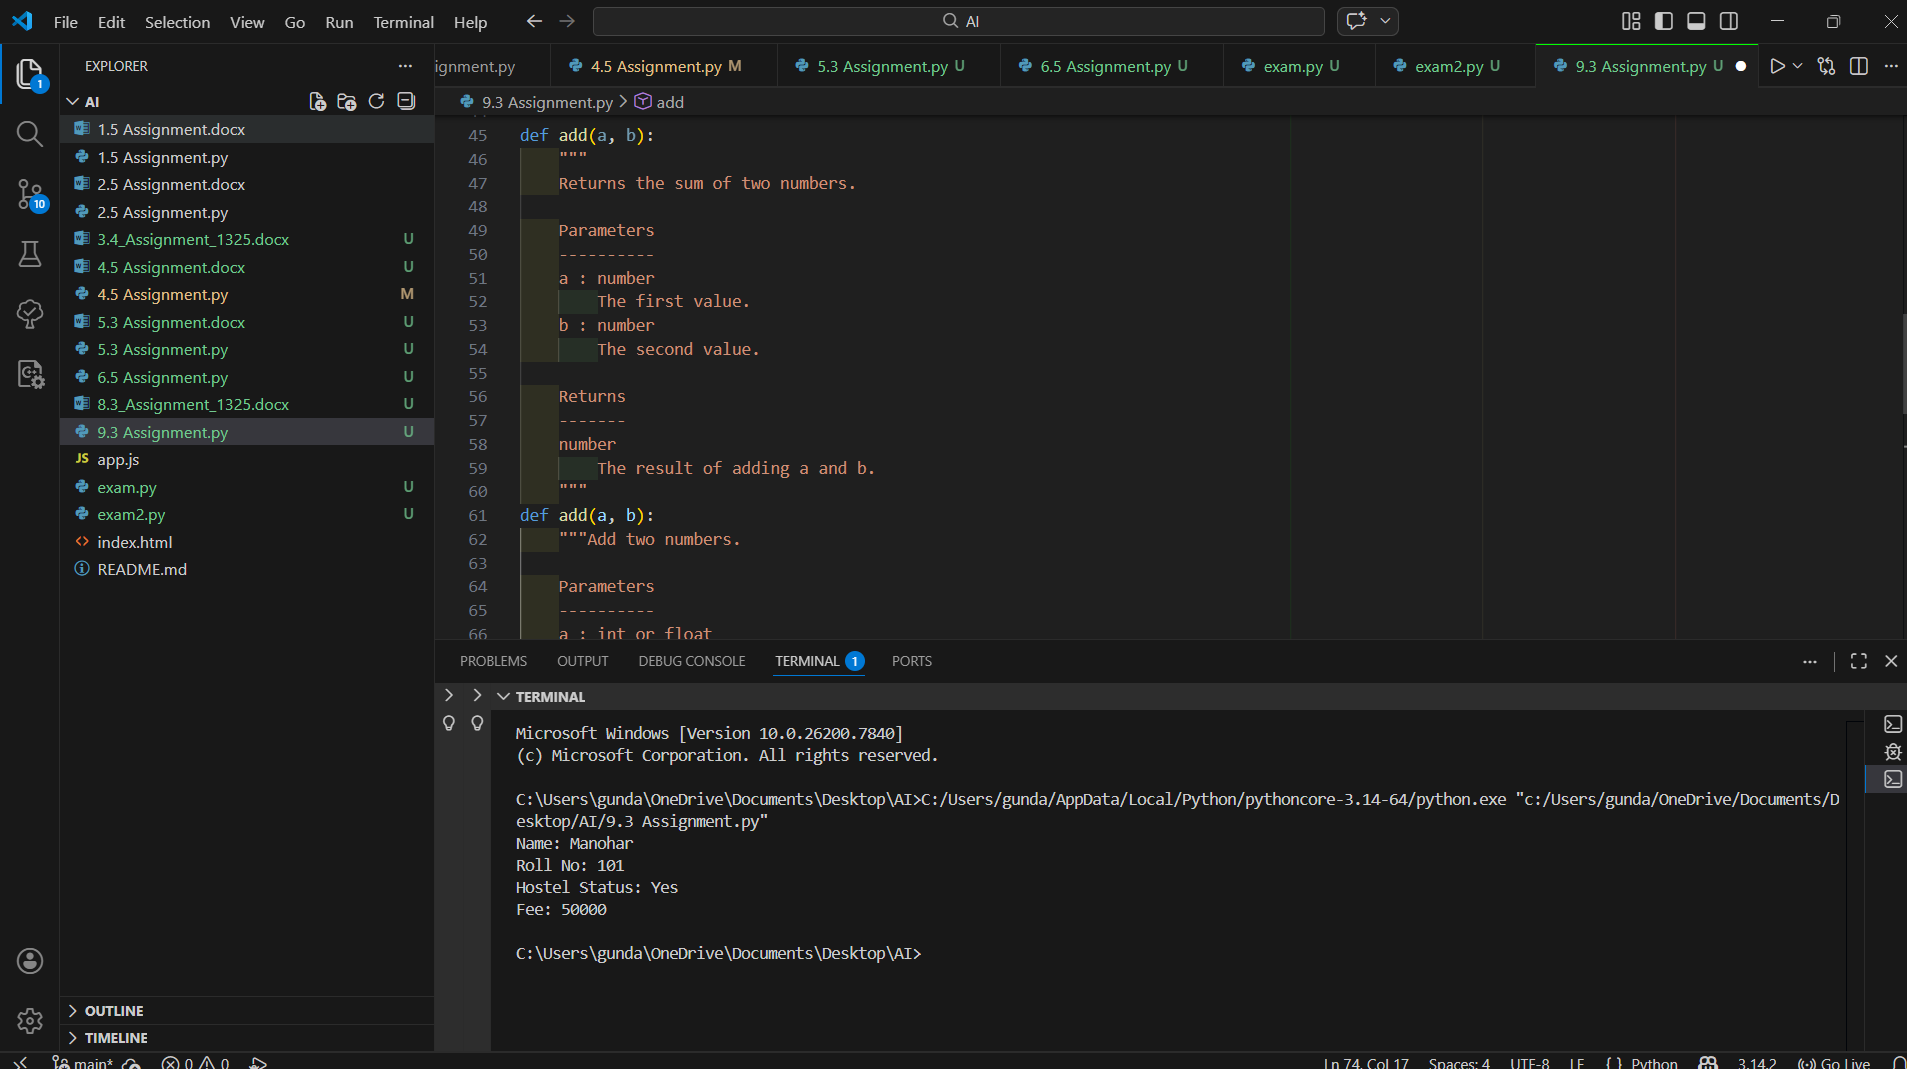 File Edit Selection View Go Run Terminal Help
AI
EXPLORER
AI
1.5 Assignment.docx
1.5 Assignment.py
2.5 Assignment.docx
2.5 Assignment.py
3.4_Assignment_1325.docx U
4.5 Assignment.docx U
4.5 Assignment.py M
5.3 Assignment.docx U
5.3 Assignment.py U
6.5 Assignment.py U
8.3_Assignment_1325.docx U
9.3 Assignment.py U
JS app.js
exam.py U
exam2.py U
index.html
README.md
OUTLINE
TIMELINE
1
10
ignment.py 4.5 Assignment.py M 5.3 Assignment.py U 6.5 Assignment.py U exam.py U exam2.py U 9.3 Assignment.py U
9.3 Assignment.py > add
45 def add(a, b):
46 """
47 Returns the sum of two numbers.
48
49 Parameters
50 ----------
51 a : number
52 The first value.
53 b : number
54 The second value.
55
56 Returns
57 -------
58 number
59 The result of adding a and b.
60 """
61 def add(a, b):
62 """Add two numbers.
63
64 Parameters
65 ----------
66 a : int or float
PROBLEMS OUTPUT DEBUG CONSOLE TERMINAL 1 PORTS
TERMINAL
Microsoft Windows [Version 10.0.26200.7840]
(c) Microsoft Corporation. All rights reserved.
C:\Users\gunda\OneDrive\Documents\Desktop\AI>C:/Users/gunda/AppData/Local/Python/pythoncore-3.14-64/python.exe "c:/Users/gunda/OneDrive/Documents/D
esktop/AI/9.3 Assignment.py"
Name: Manohar
Roll No: 101
Hostel Status: Yes
Fee: 50000
C:\Users\gunda\OneDrive\Documents\Desktop\AI>
main* 0 0 Ln 74, Col 17 Spaces: 4 UTF-8 LF { } Python 3.14.2 Go Live